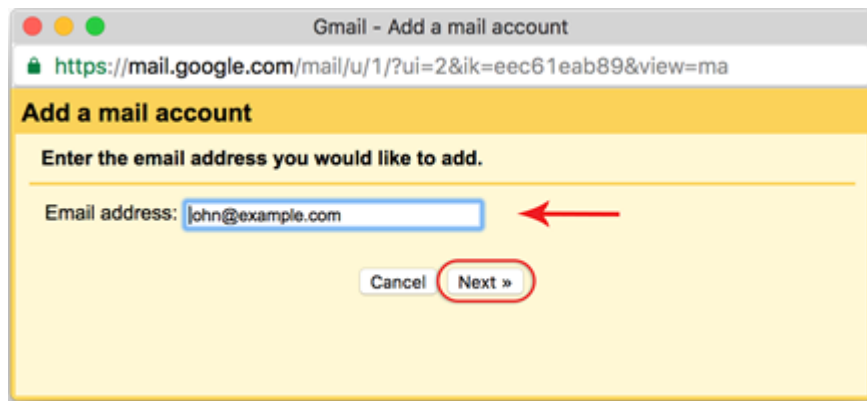 Gmail - Add a mail account
https://mail.google.com/mail/u/1/?ui=2&ik=eec61eab89&view=ma
Add a mail account
Enter the email address you would like to add.
Email address: john@example.com
Cancel Next »